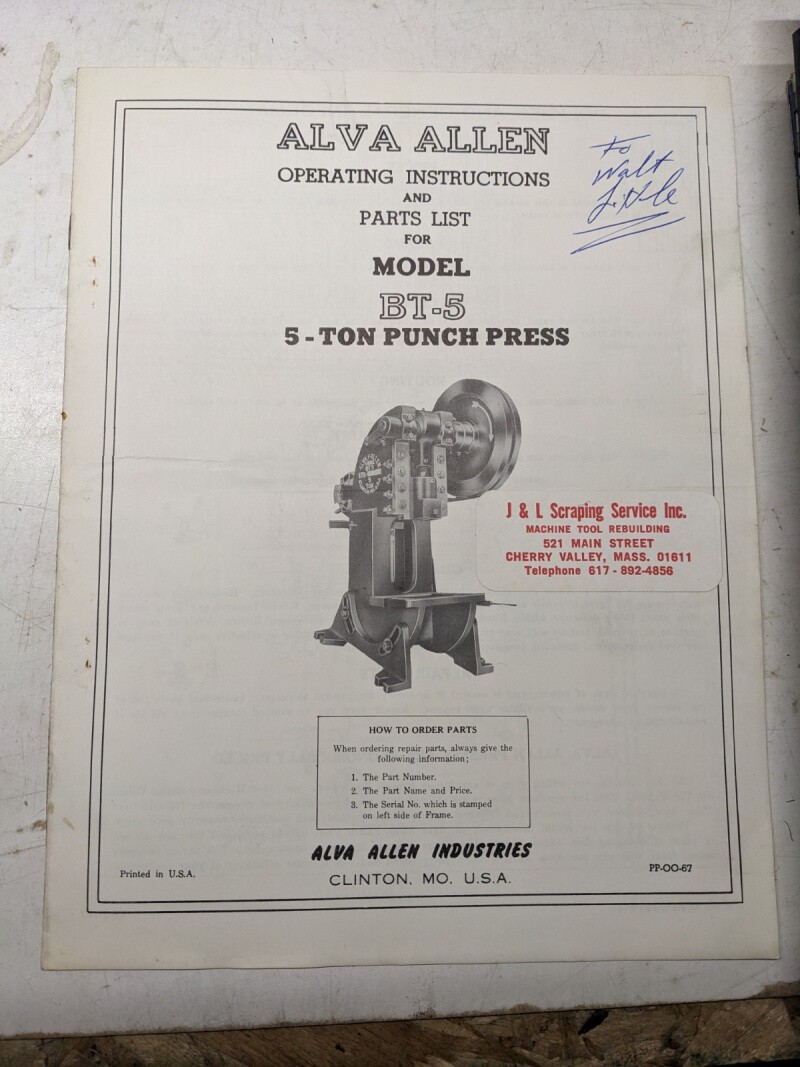 ALVA ALLEN
OPERATING INSTRUCTIONS
AND
PARTS LIST
FOR
MODEL
BT-5
5-TON PUNCH PRESS
To
Walt
Little
J & L Scraping Service Inc.
MACHINE TOOL REBUILDING
521 MAIN STREET
CHERRY VALLEY, MASS. 01611
Telephone 617-892-4856
HOW TO ORDER PARTS
When ordering repair parts, always give the
following information;
1. The Part Number.
2. The Part Name and Price.
3. The Serial No. which is stamped
on left side of Frame.
ALVA ALLEN INDUSTRIES
CLINTON, MO. U.S.A.
Printed in U.S.A.
PP-OO-67